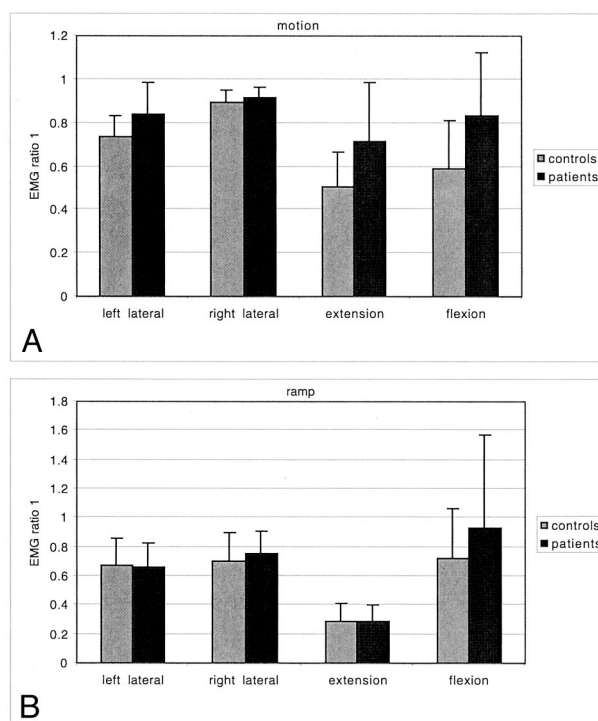 motion
1.2
1
0.8
0.6
0.4
0.2
0
EMG ratio 1
left lateral
right lateral
extension
flexion
controls
patients
A
ramp
1.8
1.6
1.4
1.2
1
0.8
0.6
0.4
0.2
0
EMG ratio 1
left lateral
right lateral
extension
flexion
controls
patients
B